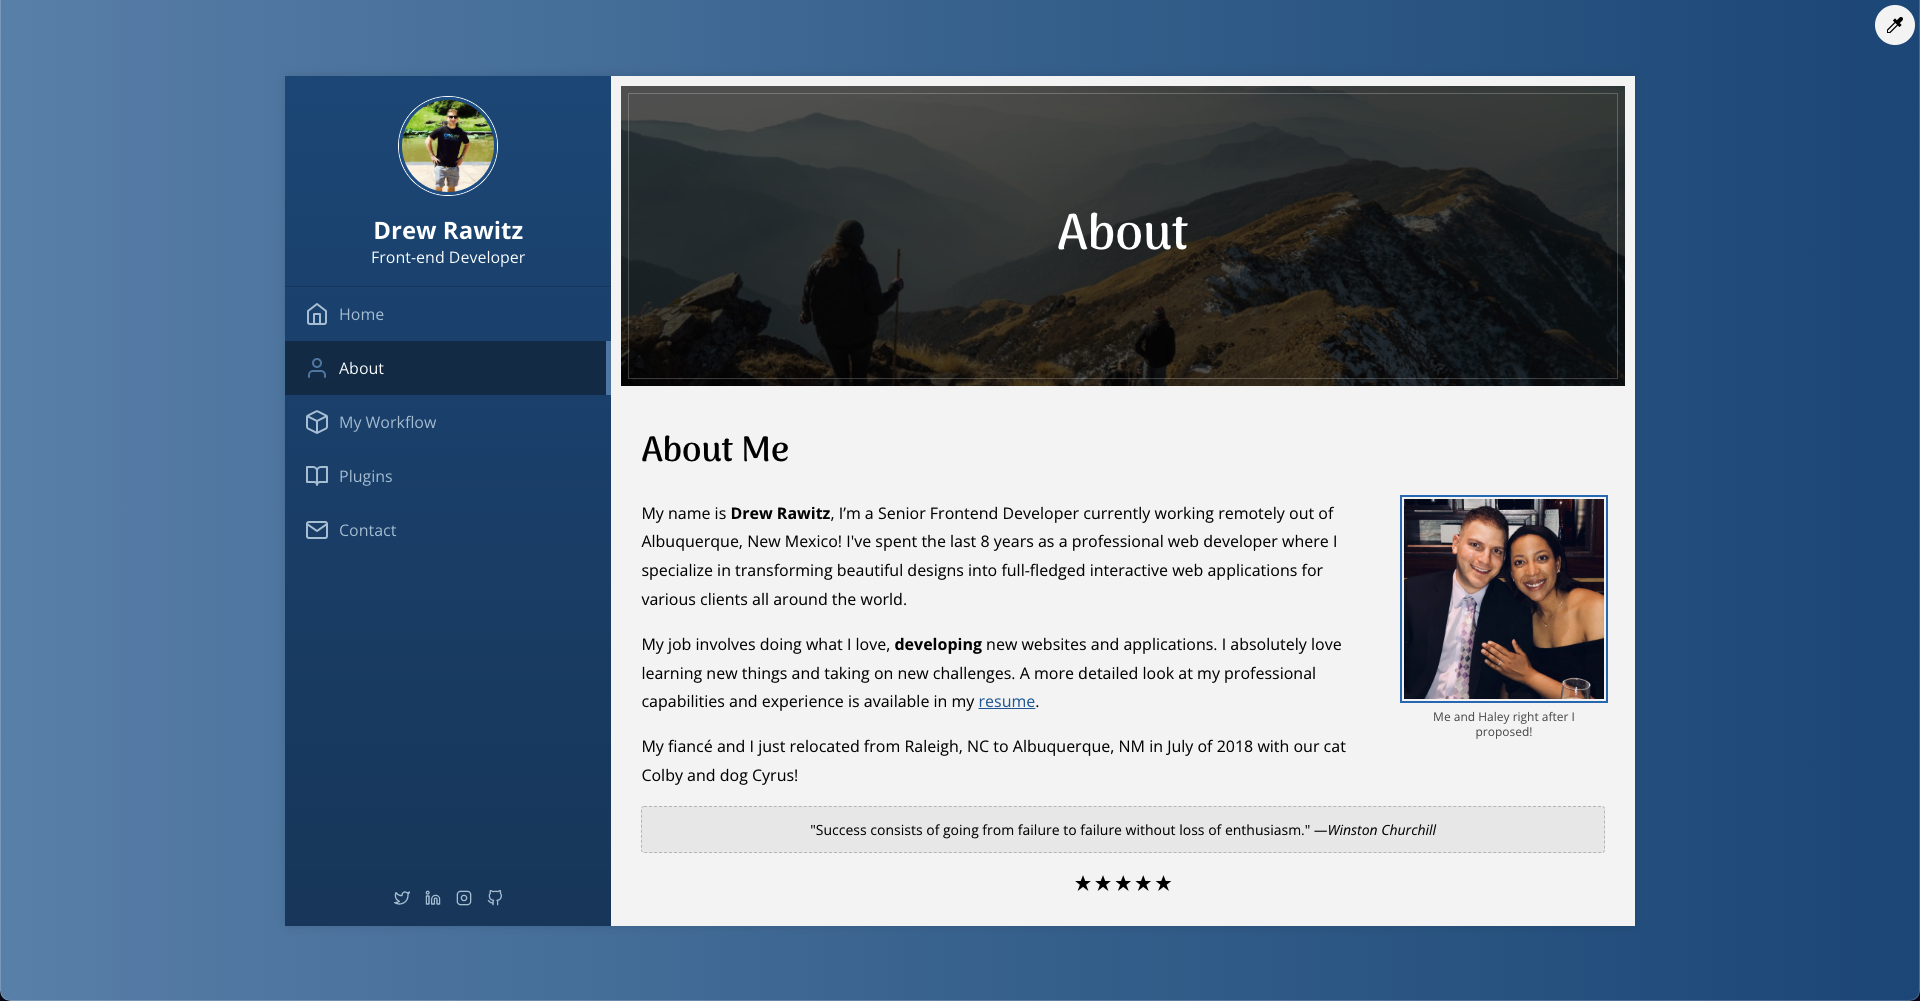 Drew Rawitz
Front-end Developer
Home
About
My Workflow
Plugins
Contact
About
About Me
My name is Drew Rawitz, I’m a Senior Frontend Developer currently working remotely out of
Albuquerque, New Mexico! I've spent the last 8 years as a professional web developer where I
specialize in transforming beautiful designs into full-fledged interactive web applications for
various clients all around the world.
My job involves doing what I love, developing new websites and applications. I absolutely love
learning new things and taking on new challenges. A more detailed look at my professional
capabilities and experience is available in my resume.
My fiancé and I just relocated from Raleigh, NC to Albuquerque, NM in July of 2018 with our cat
Colby and dog Cyrus!
Me and Haley right after I
proposed!
"Success consists of going from failure to failure without loss of enthusiasm." —Winston Churchill
★★★★★